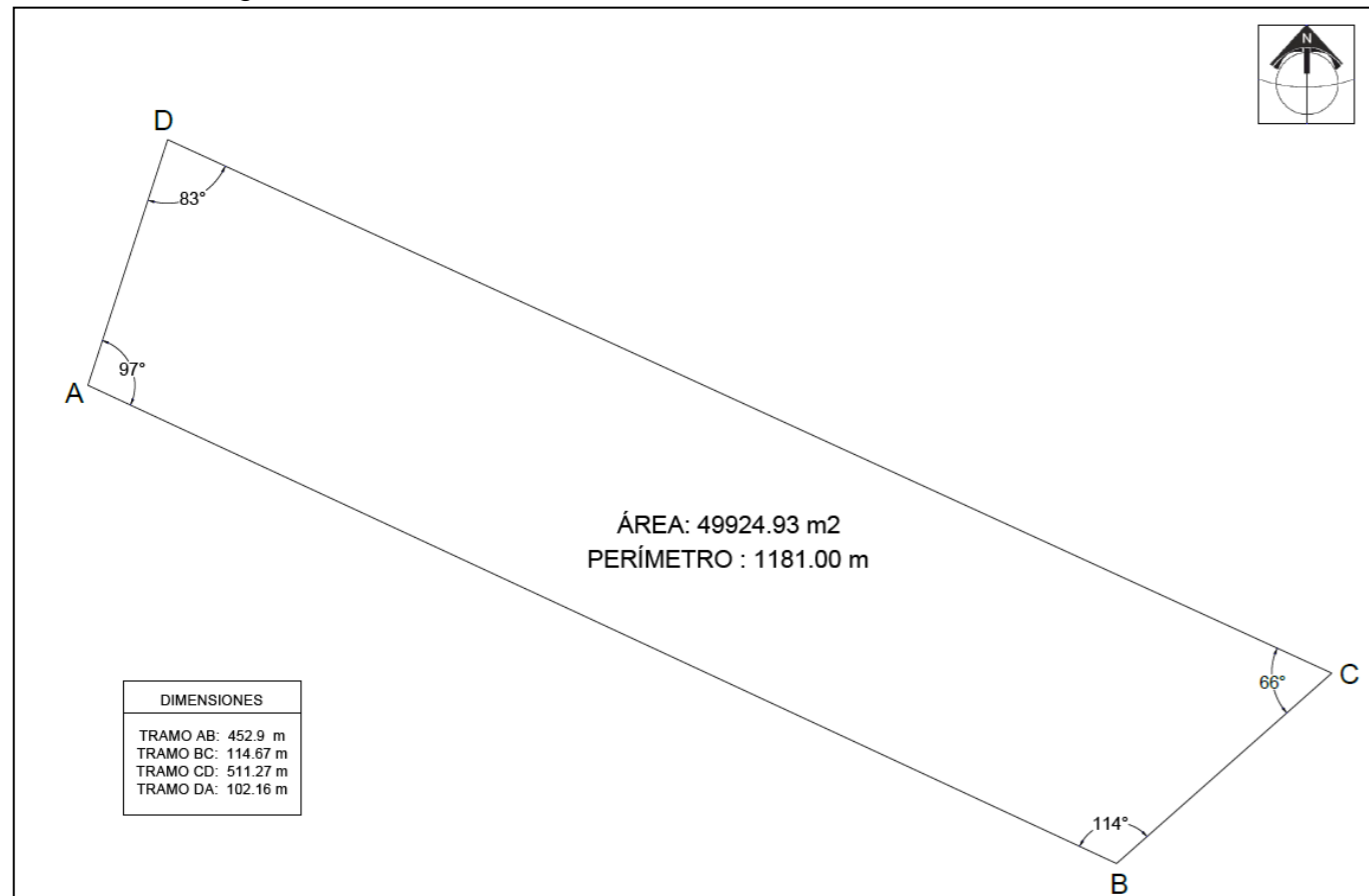 N
D
83°
97°
A
ÁREA: 49924.93 m2
PERÍMETRO : 1181.00 m
66°
C
DIMENSIONES
TRAMO AB: 452.9 m
TRAMO BC: 114.67 m
TRAMO CD: 511.27 m
TRAMO DA: 102.16 m
114°
B